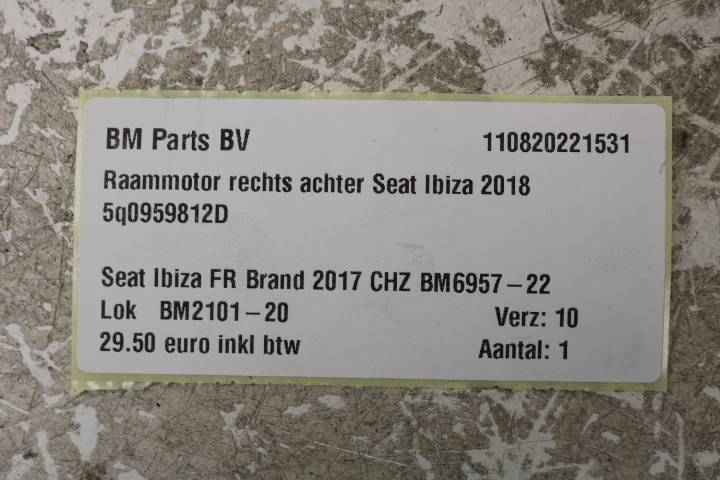 BM Parts BV 110820221531
Raammotor rechts achter Seat Ibiza 2018
5q0959812D
Seat Ibiza FR Brand 2017 CHZ BM6957-22
Lok BM2101-20 Verz: 10
29.50 euro inkl btw Aantal: 1